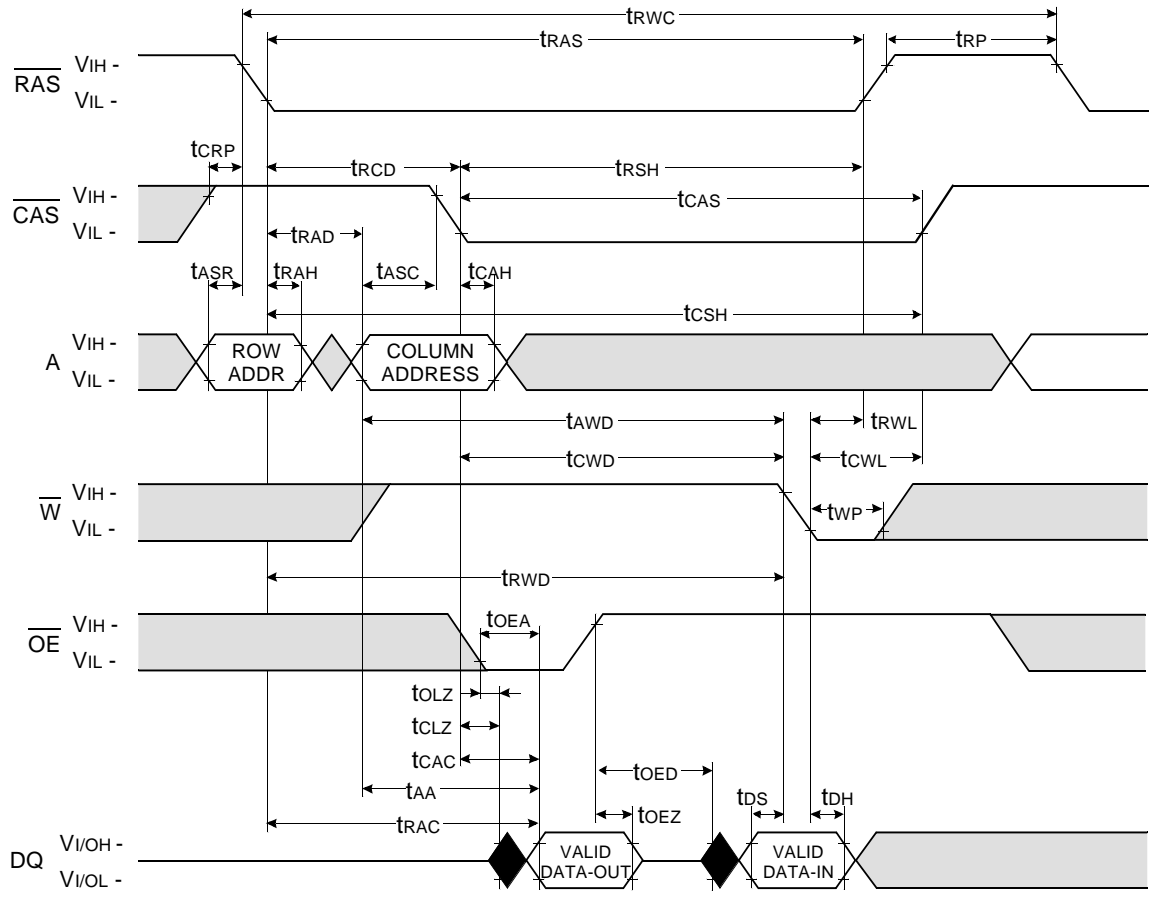 tRWC
tRAS
tRP
RAS
VIH -
VIL -
tCRP
tRCD
tRSH
CAS
VIH -
VIL -
tCAS
tRAD
tASR
tRAH
tASC
tCAH
tCSH
A
VIH -
VIL -
ROW
ADDR
COLUMN
ADDRESS
tAWD
tRWL
tCWD
tCWL
W
VIH -
VIL -
tWP
tRWD
OE
VIH -
VIL -
tOEA
tOLZ
tCLZ
tCAC
tOED
tAA
tDS
tDH
tOEZ
tRAC
DQ
VI/OH -
VI/OL -
VALID
DATA-OUT
VALID
DATA-IN